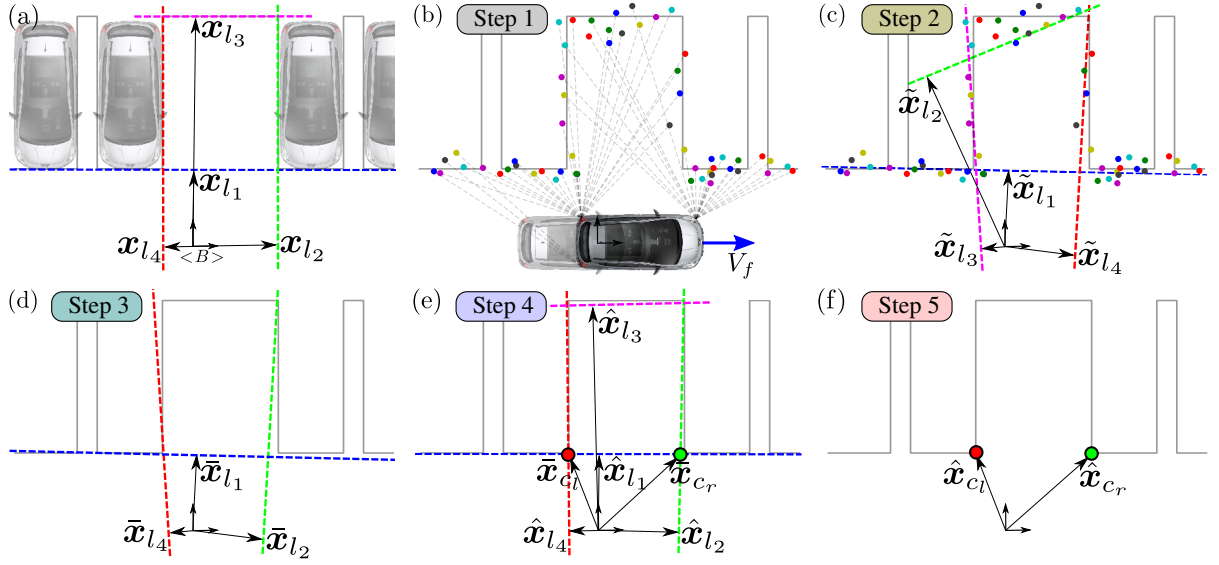 (a)
x_{l_3}
x_{l_1}
x_{l_4}
x_{l_2}
<B>
(b) Step 1
V_f
(c) Step 2
x̃_{l_2}
x̃_{l_1}
x̃_{l_3}
x̃_{l_4}
(d) Step 3
x̄_{l_1}
x̄_{l_4}
x̄_{l_2}
(e) Step 4
x̂_{l_3}
x̄_{c_l} x̂_{l_1} x̄_{c_r}
x̂_{l_4}
x̂_{l_2}
(f) Step 5
x̂_{c_l}
x̂_{c_r}